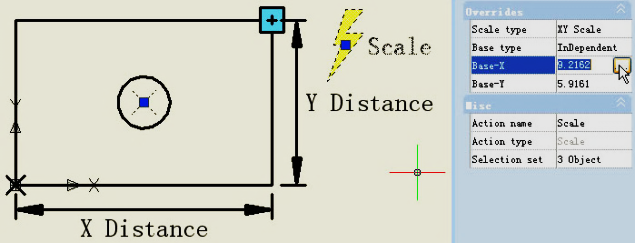 Scale
Y Distance
X Distance
Overrides
Scale type XY Scale
Base type InDependent
Base-X 9.2162
Base-Y 5.9161
Misc
Action name Scale
Action type Scale
Selection set 3 Object